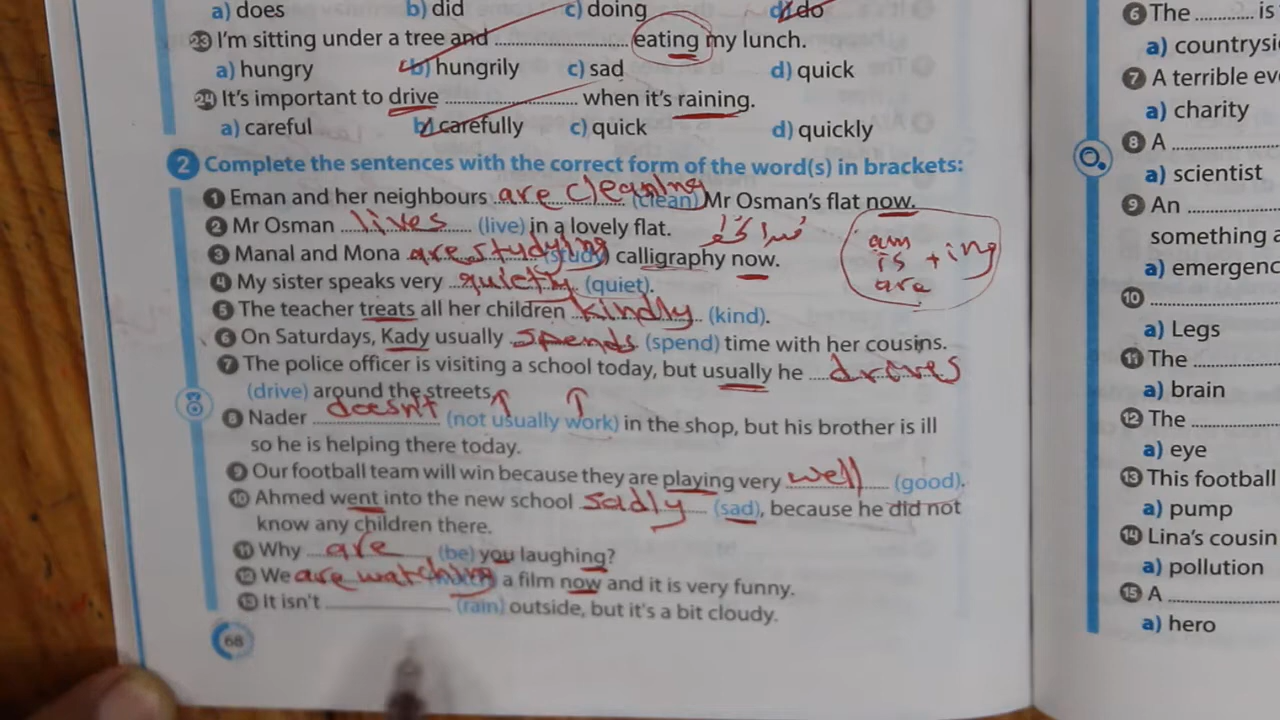 a) does b) did c) doing d) do
23 I'm sitting under a tree and ............ eating my lunch.
a) hungry b) hungrily c) sad d) quick
24 It's important to drive ............ when it's raining.
a) careful b) carefully c) quick d) quickly
2 Complete the sentences with the correct form of the word(s) in brackets:
1 Eman and her neighbours are cleaning (clean) Mr Osman's flat now.
2 Mr Osman lives (live) in a lovely flat.
3 Manal and Mona are studying (study) calligraphy now.
am
is + ing
are
4 My sister speaks very quietly (quiet).
5 The teacher treats all her children kindly (kind).
6 On Saturdays, Kady usually spends (spend) time with her cousins.
7 The police officer is visiting a school today, but usually he drives
(drive) around the streets.
8 Nader doesn't (not usually work) in the shop, but his brother is ill
so he is helping there today.
9 Our football team will win because they are playing very well (good).
10 Ahmed went into the new school sadly (sad), because he did not
know any children there.
11 Why are (be) you laughing?
12 We are watching a film now and it is very funny.
13 It isn't ____________ (rain) outside, but it's a bit cloudy.
68
6 The ............ is
a) countrysi
7 A terrible eve
a) charity
8 A ............
a) scientist
9 An ............
something a
a) emergenc
10 ............
a) Legs
11 The ............
a) brain
12 The ............
a) eye
13 This football
a) pump
14 Lina's cousin
a) pollution
15 A ............
a) hero